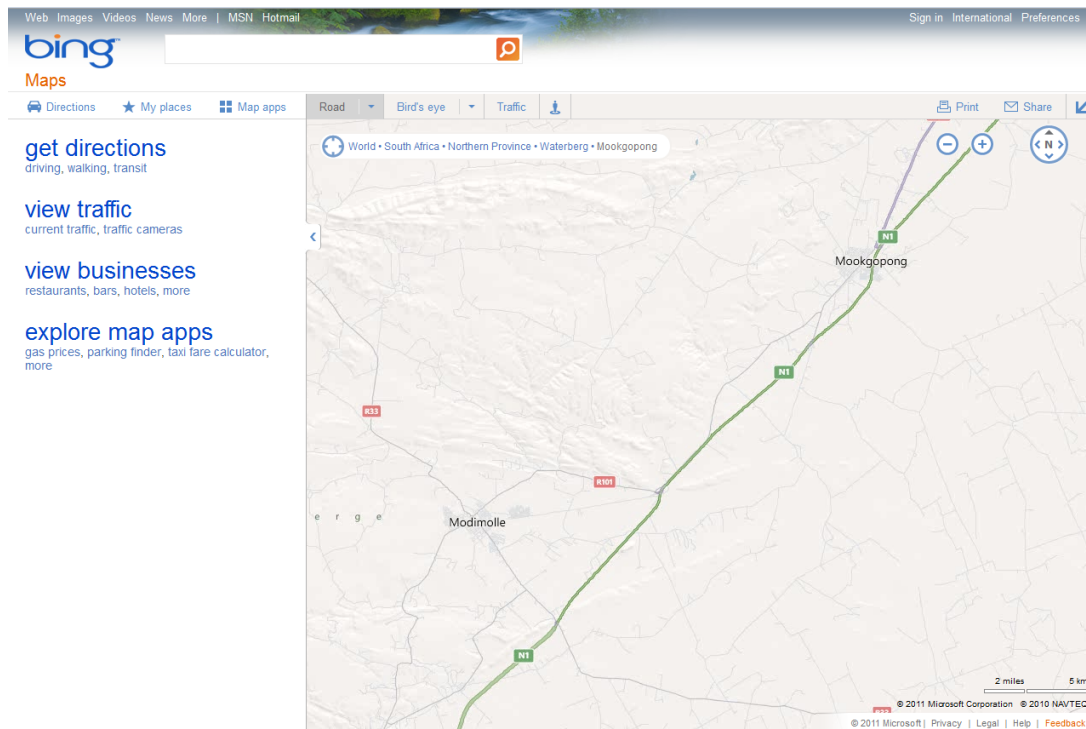 Web Images Videos News More | MSN Hotmail
Sign in International Preferences
bing™
Maps
Directions My places Map apps
Road Bird's eye Traffic
Print Share
get directions
driving, walking, transit
view traffic
current traffic, traffic cameras
view businesses
restaurants, bars, hotels, more
explore map apps
gas prices, parking finder, taxi fare calculator,
more
World • South Africa • Northern Province • Waterberg • Mookgopong
N
N1
Mookgopong
N1
R33
R101
e r g e
Modimolle
N1
2 miles 5 km
© 2011 Microsoft Corporation © 2010 NAVTEQ
© 2011 Microsoft | Privacy | Legal | Help | Feedback